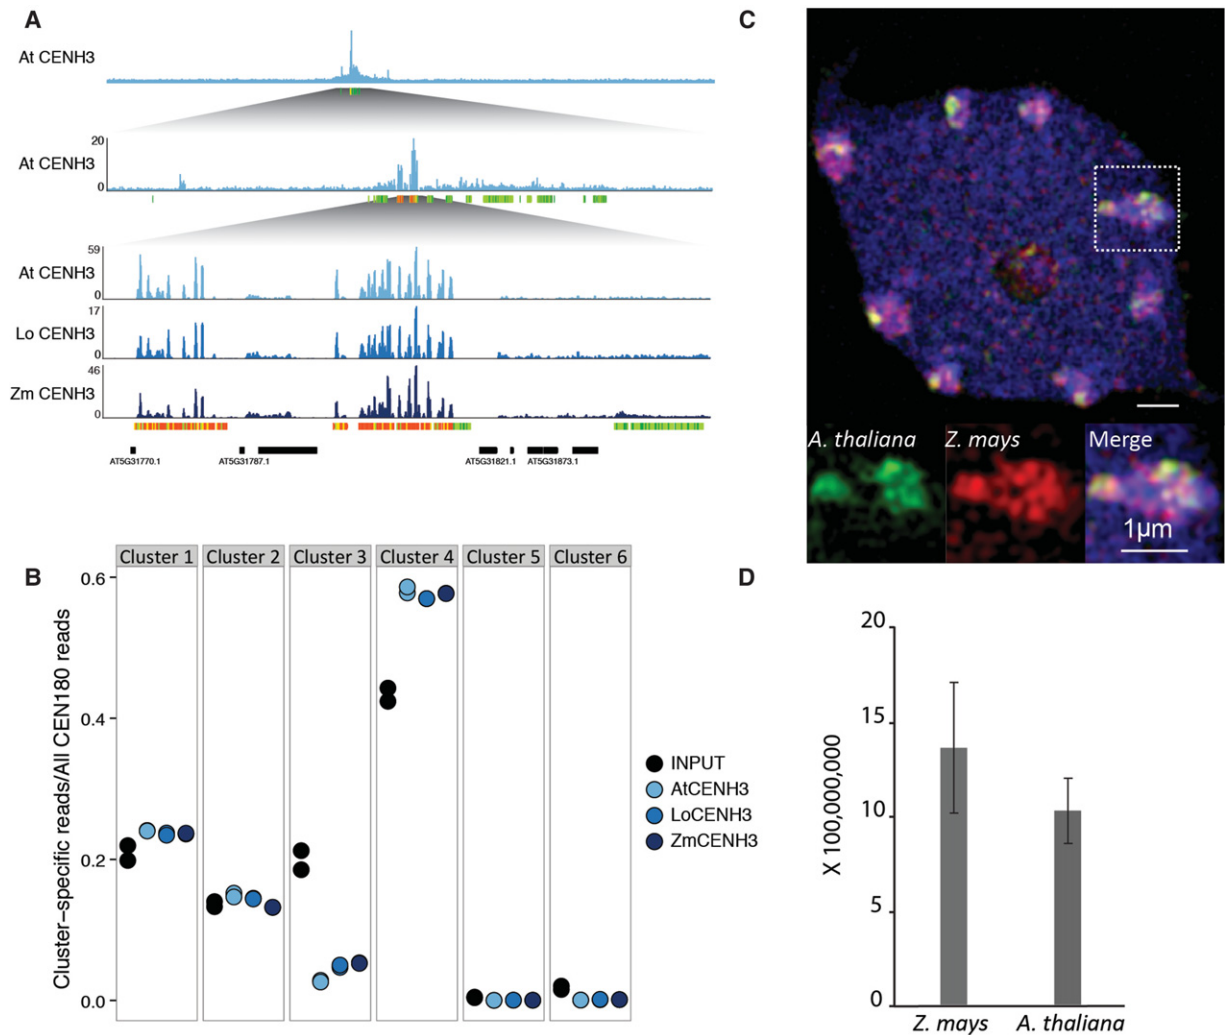 A
At CENH3
At CENH3
20
0
At CENH3
59
0
Lo CENH3
17
0
Zm CENH3
46
0
AT5G31770.1
AT5G31787.1
AT5G31821.1
AT5G31873.1
B
Cluster 1
Cluster 2
Cluster 3
Cluster 4
Cluster 5
Cluster 6
Cluster–specific reads/All CEN180 reads
0.6
0.4
0.2
0.0
INPUT
AtCENH3
LoCENH3
ZmCENH3
C
A. thaliana
Z. mays
Merge
1µm
D
X 100,000,000
20
15
10
5
0
Z. mays
A. thaliana